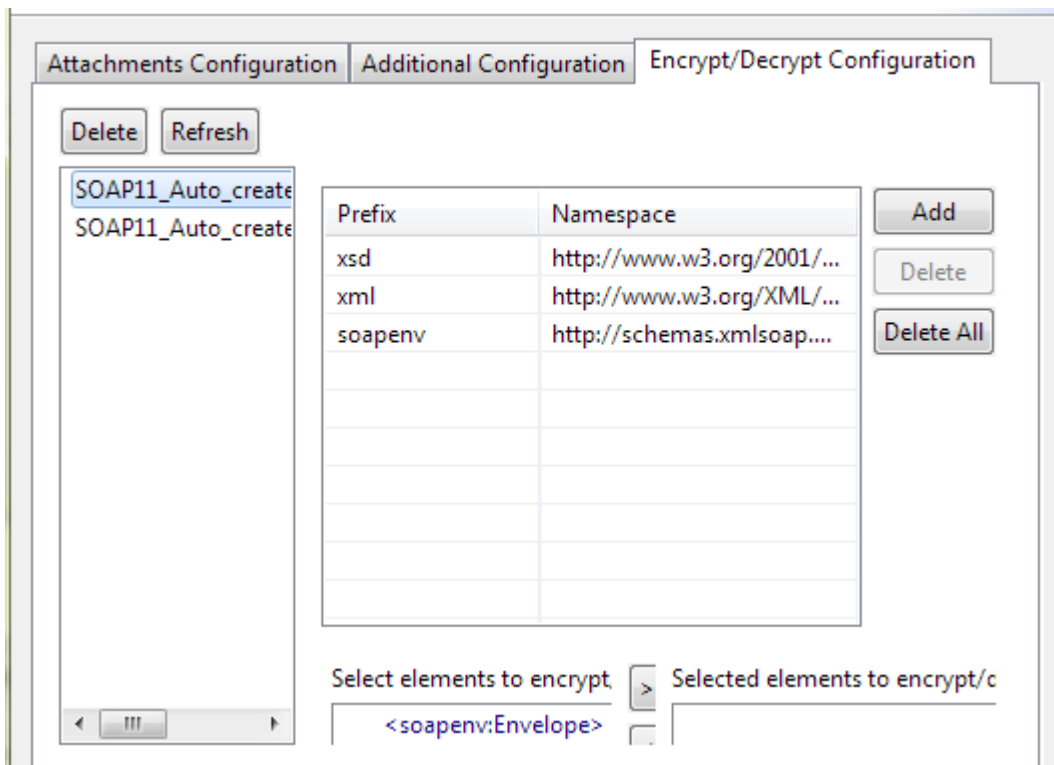 Attachments Configuration Additional Configuration Encrypt/Decrypt Configuration
Delete Refresh
SOAP11_Auto_create
SOAP11_Auto_create
Prefix Namespace
xsd http://www.w3.org/2001/...
xml http://www.w3.org/XML/...
soapenv http://schemas.xmlsoap....
Add
Delete
Delete All
Select elements to encrypt, > Selected elements to encrypt/d
<soapenv:Envelope>